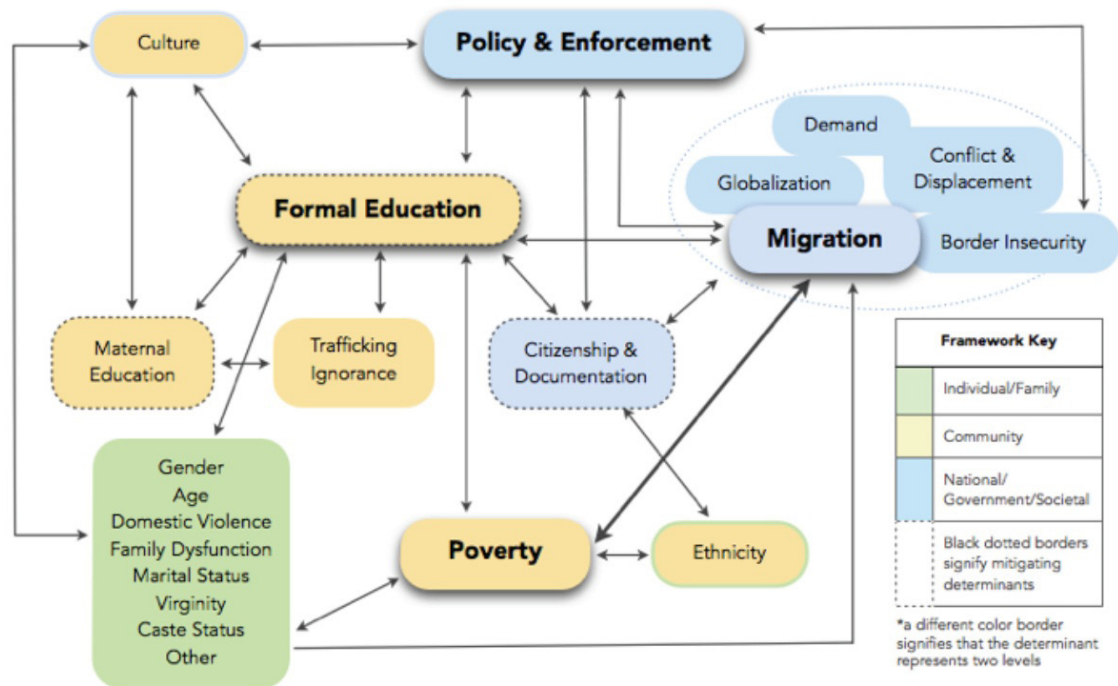 Culture
Policy & Enforcement
Demand
Conflict &
Displacement
Globalization
Formal Education
Migration
Border Insecurity
Maternal
Education
Trafficking
Ignorance
Citizenship &
Documentation
Gender
Age
Domestic Violence
Family Dysfunction
Marital Status
Virginity
Caste Status
Other
Poverty
Ethnicity
Framework Key
Individual/Family
Community
National/
Government/Societal
Black dotted borders
signify mitigating
determinants
*a different color border
signifies that the determinant
represents two levels